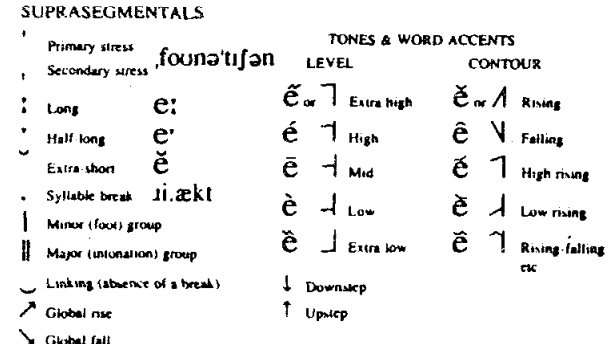 SUPRASEGMENTALS
ˈ Primary stress
ˌ Secondary stress ˌfoʊnəˈtɪʃən
ː Long eː
ˑ Half-long eˑ
˘ Extra-short ĕ
. Syllable break ɹi.ækt
| Minor (foot) group
‖ Major (intonation) group
‿ Linking (absence of a break)
↗ Global rise
↘ Global fall
TONES & WORD ACCENTS
LEVEL
e̋ or ˥ Extra high
é ˦ High
ē ˧ Mid
è ˨ Low
ȅ ˩ Extra low
↓ Downstep
↑ Upstep
CONTOUR
ě or ˩˥ Rising
ê ˥˩ Falling
e᷄ ˦˥ High rising
e᷅ ˩˨ Low rising
e᷈ ˧˦˧ Rising-falling
etc